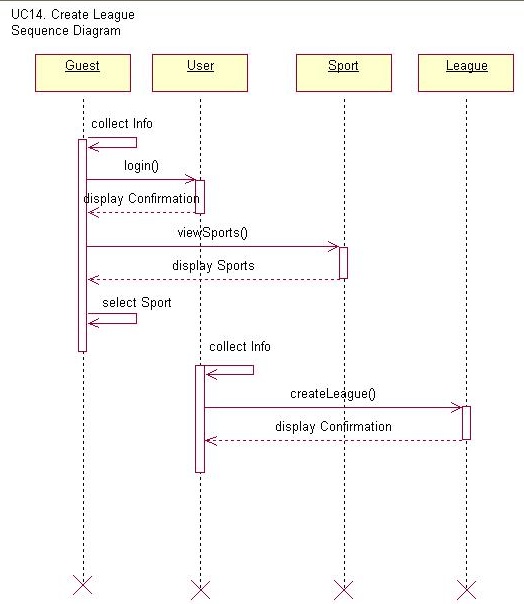 UC14. Create League
Sequence Diagram
Guest
User
Sport
League
collect Info
login()
display Confirmation
viewSports()
display Sports
select Sport
collect Info
createLeague()
display Confirmation